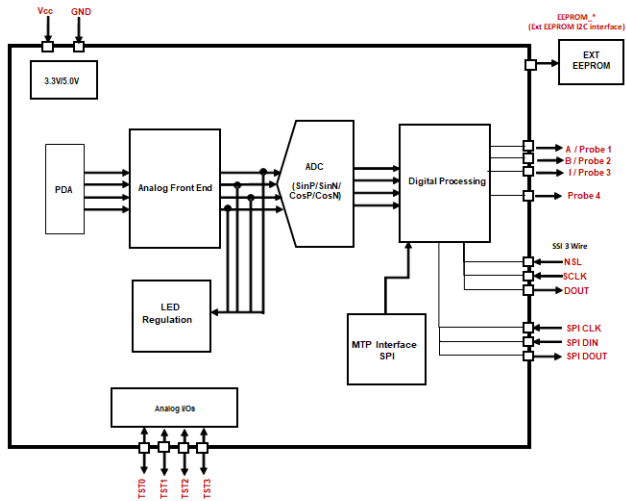 Vcc
GND
EEPROM_*
(Ext EEPROM I2C interface)
EXT
EEPROM
3.3V/5.0V
PDA
Analog Front End
ADC
(SinP/SinN/
CosP/CosN)
Digital Processing
A / Probe 1
B / Probe 2
I / Probe 3
Probe 4
SSI 3 Wire
NSL
SCLK
DOUT
LED
Regulation
MTP Interface
SPI
SPI CLK
SPI DIN
SPI DOUT
Analog I/Os
TST0
TST1
TST2
TST3